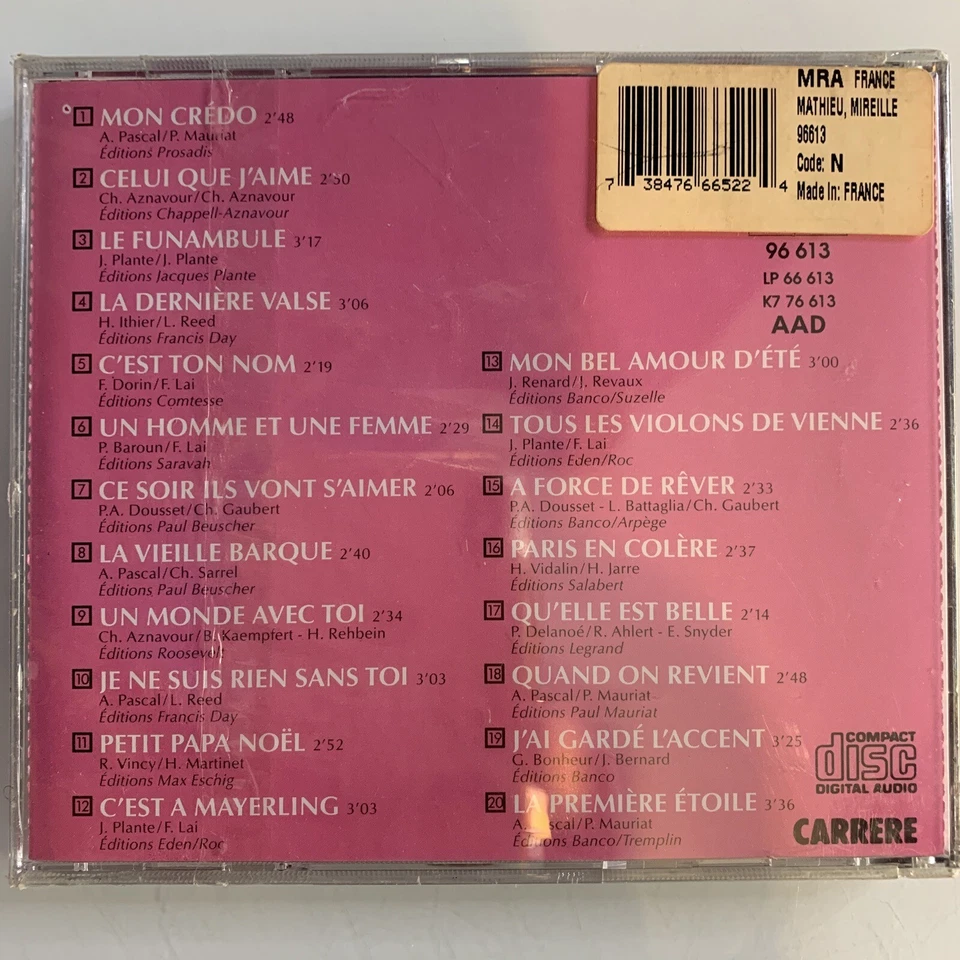 1 MON CRÉDO 2'48
A. Pascal/P. Mauriat
Éditions Prosadis
2 CELUI QUE J'AIME 2'50
Ch. Aznavour/Ch. Aznavour
Éditions Chappell-Aznavour
3 LE FUNAMBULE 3'17
J. Plante/J. Plante
Éditions Jacques Plante
4 LA DERNIÈRE VALSE 3'06
H. Ithier/L. Reed
Éditions Francis Day
5 C'EST TON NOM 2'19
F. Dorin/F. Lai
Éditions Comtesse
6 UN HOMME ET UNE FEMME 2'29
P. Baroun/F. Lai
Éditions Saravah
7 CE SOIR ILS VONT S'AIMER 2'06
P.A. Dousset/Ch. Gaubert
Éditions Paul Beuscher
8 LA VIEILLE BARQUE 2'40
A. Pascal/Ch. Sarrel
Éditions Paul Beuscher
9 UN MONDE AVEC TOI 2'34
Ch. Aznavour/B. Kaempfert - H. Rehbein
Éditions Roosevelt
10 JE NE SUIS RIEN SANS TOI 3'03
A. Pascal/L. Reed
Éditions Francis Day
11 PETIT PAPA NOËL 2'52
R. Vincy/H. Martinet
Éditions Max Eschig
12 C'EST A MAYERLING 3'03
J. Plante/F. Lai
Éditions Eden/Roc
MRA FRANCE
MATHIEU, MIREILLE
96613
Code: N
Made In: FRANCE
7 38476 66522 4
96 613
LP 66 613
K7 76 613
AAD
13 MON BEL AMOUR D'ÉTÉ 3'00
J. Renard/J. Revaux
Éditions Banco/Suzelle
14 TOUS LES VIOLONS DE VIENNE 2'36
J. Plante/F. Lai
Éditions Eden/Roc
15 A FORCE DE RÊVER 2'33
P.A. Dousset - L. Battaglia/Ch. Gaubert
Éditions Banco/Arpège
16 PARIS EN COLÈRE 2'37
H. Vidalin/H. Jarre
Éditions Salabert
17 QU'ELLE EST BELLE 2'14
P. Delanoé/R. Ahlert - E. Snyder
Éditions Legrand
18 QUAND ON REVIENT 2'48
A. Pascal/P. Mauriat
Éditions Paul Mauriat
19 J'AI GARDÉ L'ACCENT 3'25
G. Bonheur/J. Bernard
Éditions Banco
20 LA PREMIÈRE ÉTOILE 3'36
A. Pascal/P. Mauriat
Éditions Banco/Tremplin
COMPACT
disc
DIGITAL AUDIO
CARRERE